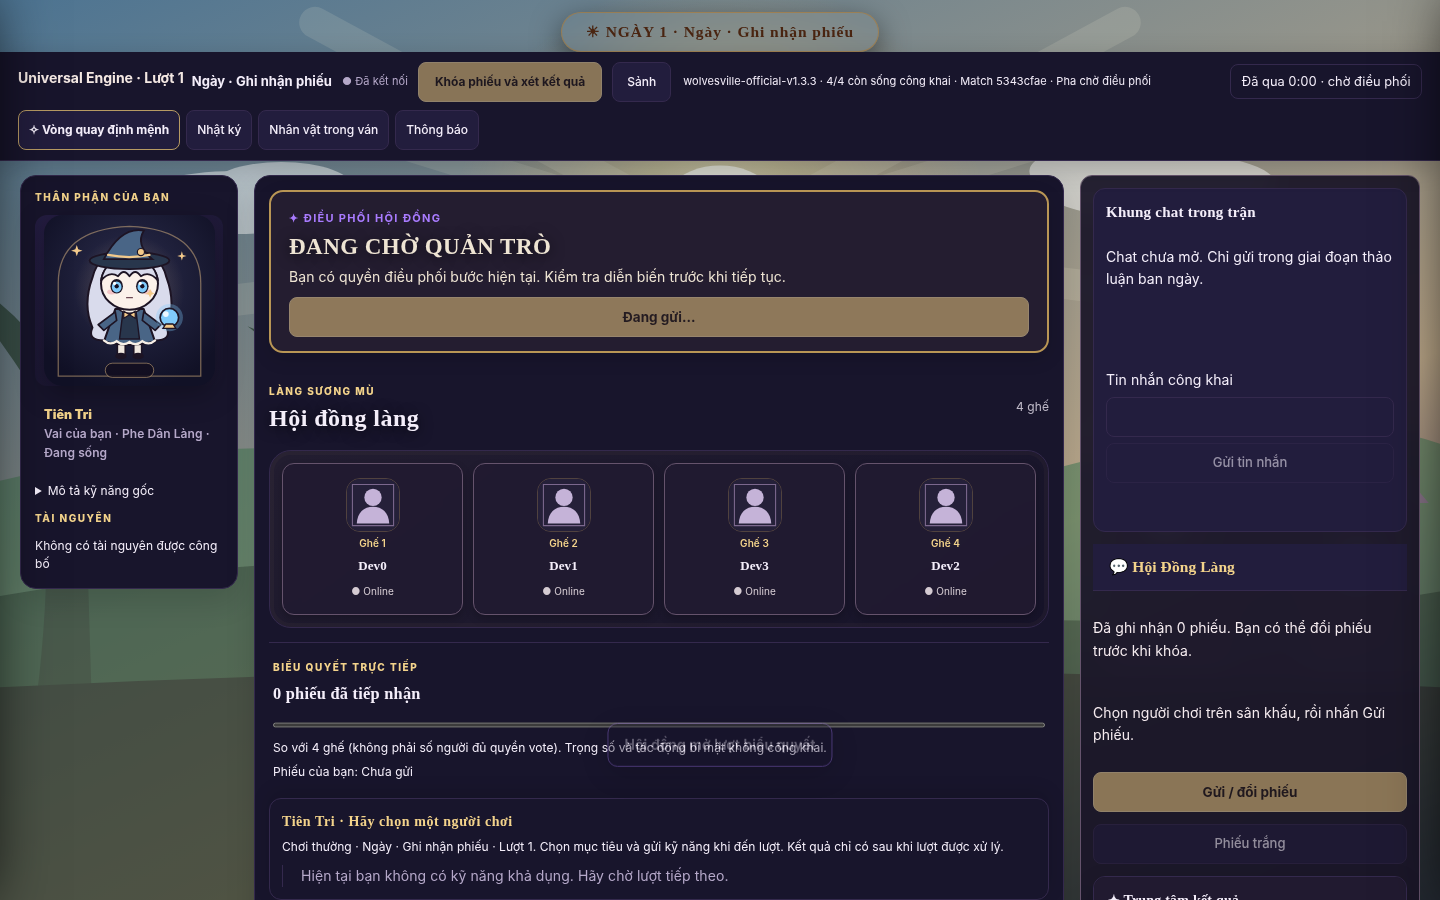 ☀ NGÀY 1 · Ngày · Ghi nhận phiếu
Universal Engine · Lượt 1 Ngày · Ghi nhận phiếu ● Đã kết nối Khóa phiếu và xét kết quả Sảnh wolvesville-official-v1.3.3 · 4/4 còn sống công khai · Match 5343cfae · Pha chờ điều phối Đã qua 0:00 · chờ điều phối
✧ Vòng quay định mệnh Nhật ký Nhân vật trong ván Thông báo
THÂN PHẬN CỦA BẠN
Tiên Tri
Vai của bạn · Phe Dân Làng ·
Đang sống
▶ Mô tả kỹ năng gốc
TÀI NGUYÊN
Không có tài nguyên được công
bố
✦ ĐIỀU PHỐI HỘI ĐỒNG
ĐANG CHỜ QUẢN TRÒ
Bạn có quyền điều phối bước hiện tại. Kiểm tra diễn biến trước khi tiếp tục.
Đang gửi...
LÀNG SƯƠNG MÙ
Hội đồng làng
4 ghế
Ghế 1 Ghế 2 Ghế 3 Ghế 4
Dev0 Dev1 Dev3 Dev2
● Online ● Online ● Online ● Online
BIỂU QUYẾT TRỰC TIẾP
0 phiếu đã tiếp nhận
So với 4 ghế (không phải số người đủ quyền vote). Trọng số và tác động bí mật không công khai.
Hội đồng mở lượt biểu quyết
Phiếu của bạn: Chưa gửi
Tiên Tri · Hãy chọn một người chơi
Chơi thường · Ngày · Ghi nhận phiếu · Lượt 1. Chọn mục tiêu và gửi kỹ năng khi đến lượt. Kết quả chỉ có sau khi lượt được xử lý.
Hiện tại bạn không có kỹ năng khả dụng. Hãy chờ lượt tiếp theo.
Khung chat trong trận
Chat chưa mở. Chỉ gửi trong giai đoạn thảo
luận ban ngày.
Tin nhắn công khai
Gửi tin nhắn
💬 Hội Đồng Làng
Đã ghi nhận 0 phiếu. Bạn có thể đổi phiếu
trước khi khóa.
Chọn người chơi trên sân khấu, rồi nhấn Gửi
phiếu.
Gửi / đổi phiếu
Phiếu trắng
✦ Trung tâm kết quả